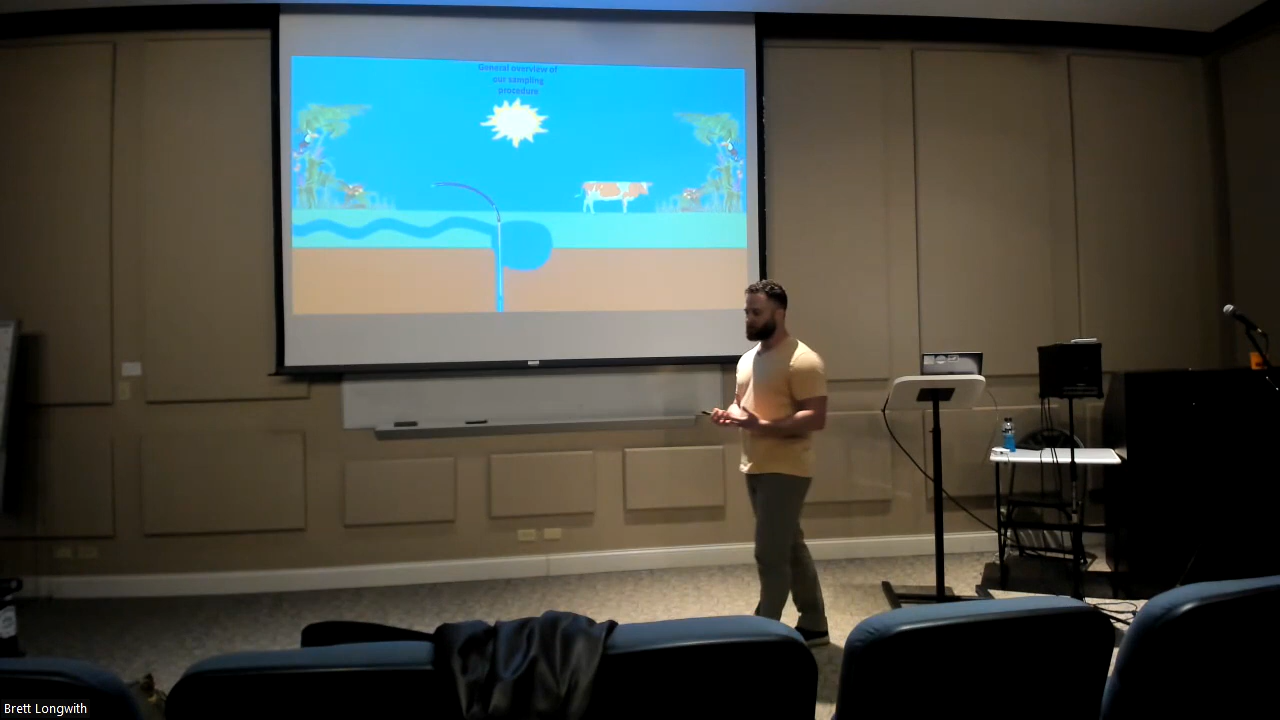 General overview of
our sampling
procedure
Brett Longwith